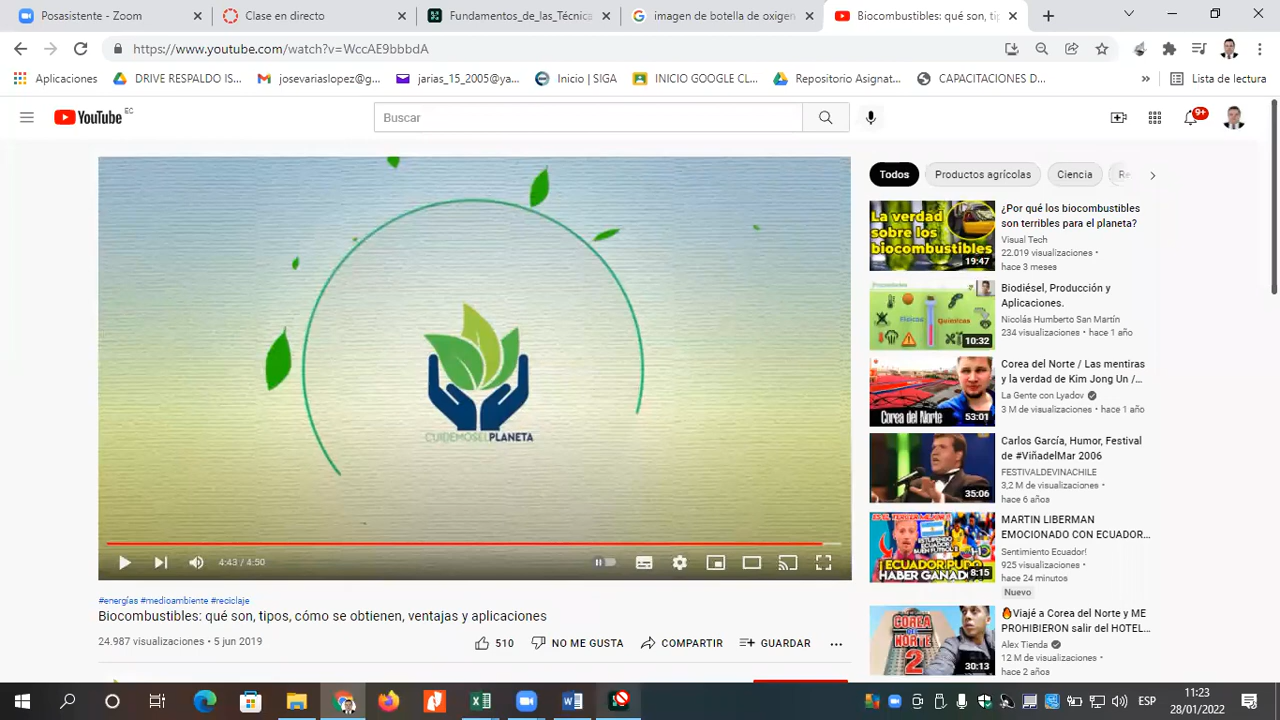 Posasistente - Zoom
Clase en directo
Fundamentos_de_las_Técnica
imagen de botella de oxigen
Biocombustibles: qué son, tip
https://www.youtube.com/watch?v=WccAE9bbbdA
Aplicaciones
DRIVE RESPALDO IS...
josevariaslopez@g...
jarias_15_2005@ya...
Inicio | SIGA
INICIO GOOGLE CL...
Repositorio Asignat...
CAPACITACIONES D...
»
Lista de lectura
YouTube EC
Buscar
9+
Todos
Productos agrícolas
Ciencia
Re
La verdad
sobre los
biocombustibles
19:47
¿Por qué los biocombustibles
son terribles para el planeta?
Visual Tech
22.019 visualizaciones •
hace 3 meses
Físicos
Químicos
10:32
Biodiésel, Producción y
Aplicaciones.
Nicolás Humberto San Martín
234 visualizaciones • hace 1 año
Corea del Norte
53:01
Corea del Norte / Las mentiras
y la verdad de Kim Jong Un /...
La Gente con Lyadov
3 M de visualizaciones • hace 1 año
35:06
Carlos García, Humor, Festival
de #ViñadelMar 2006
FESTIVALDEVINACHILE
3,2 M de visualizaciones •
hace 6 años
ECUADOR PUDO
HABER GANADO
8:15
MARTIN LIBERMAN
EMOCIONADO CON ECUADOR...
Sentimiento Ecuador!
925 visualizaciones •
hace 24 minutos
Nuevo
COREA
DEL NORTE
2
30:13
🔥Viajé a Corea del Norte y ME
PROHIBIERON salir del HOTEL...
Alex Tienda
12 M de visualizaciones •
hace 2 años
CUIDEMOSELPLANETA
4:43 / 4:50
#energías #medioambiente #reciclaje
Biocombustibles: qué son, tipos, cómo se obtienen, ventajas y aplicaciones
24.987 visualizaciones • 5 jun 2019
510
NO ME GUSTA
COMPARTIR
GUARDAR
ESP
11:23
28/01/2022